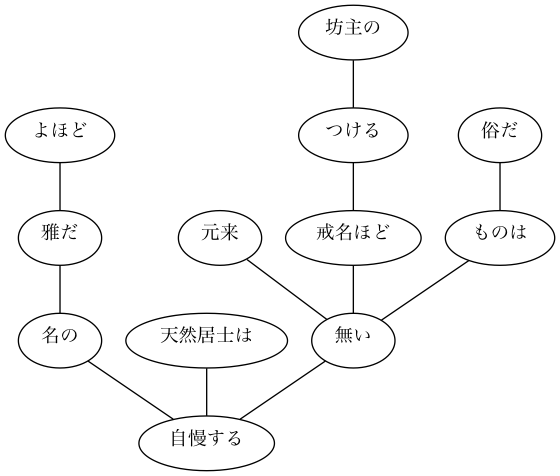 坊主の
よほど
つける
俗だ
雅だ
元来
戒名ほど
ものは
名の
天然居士は
無い
自慢する